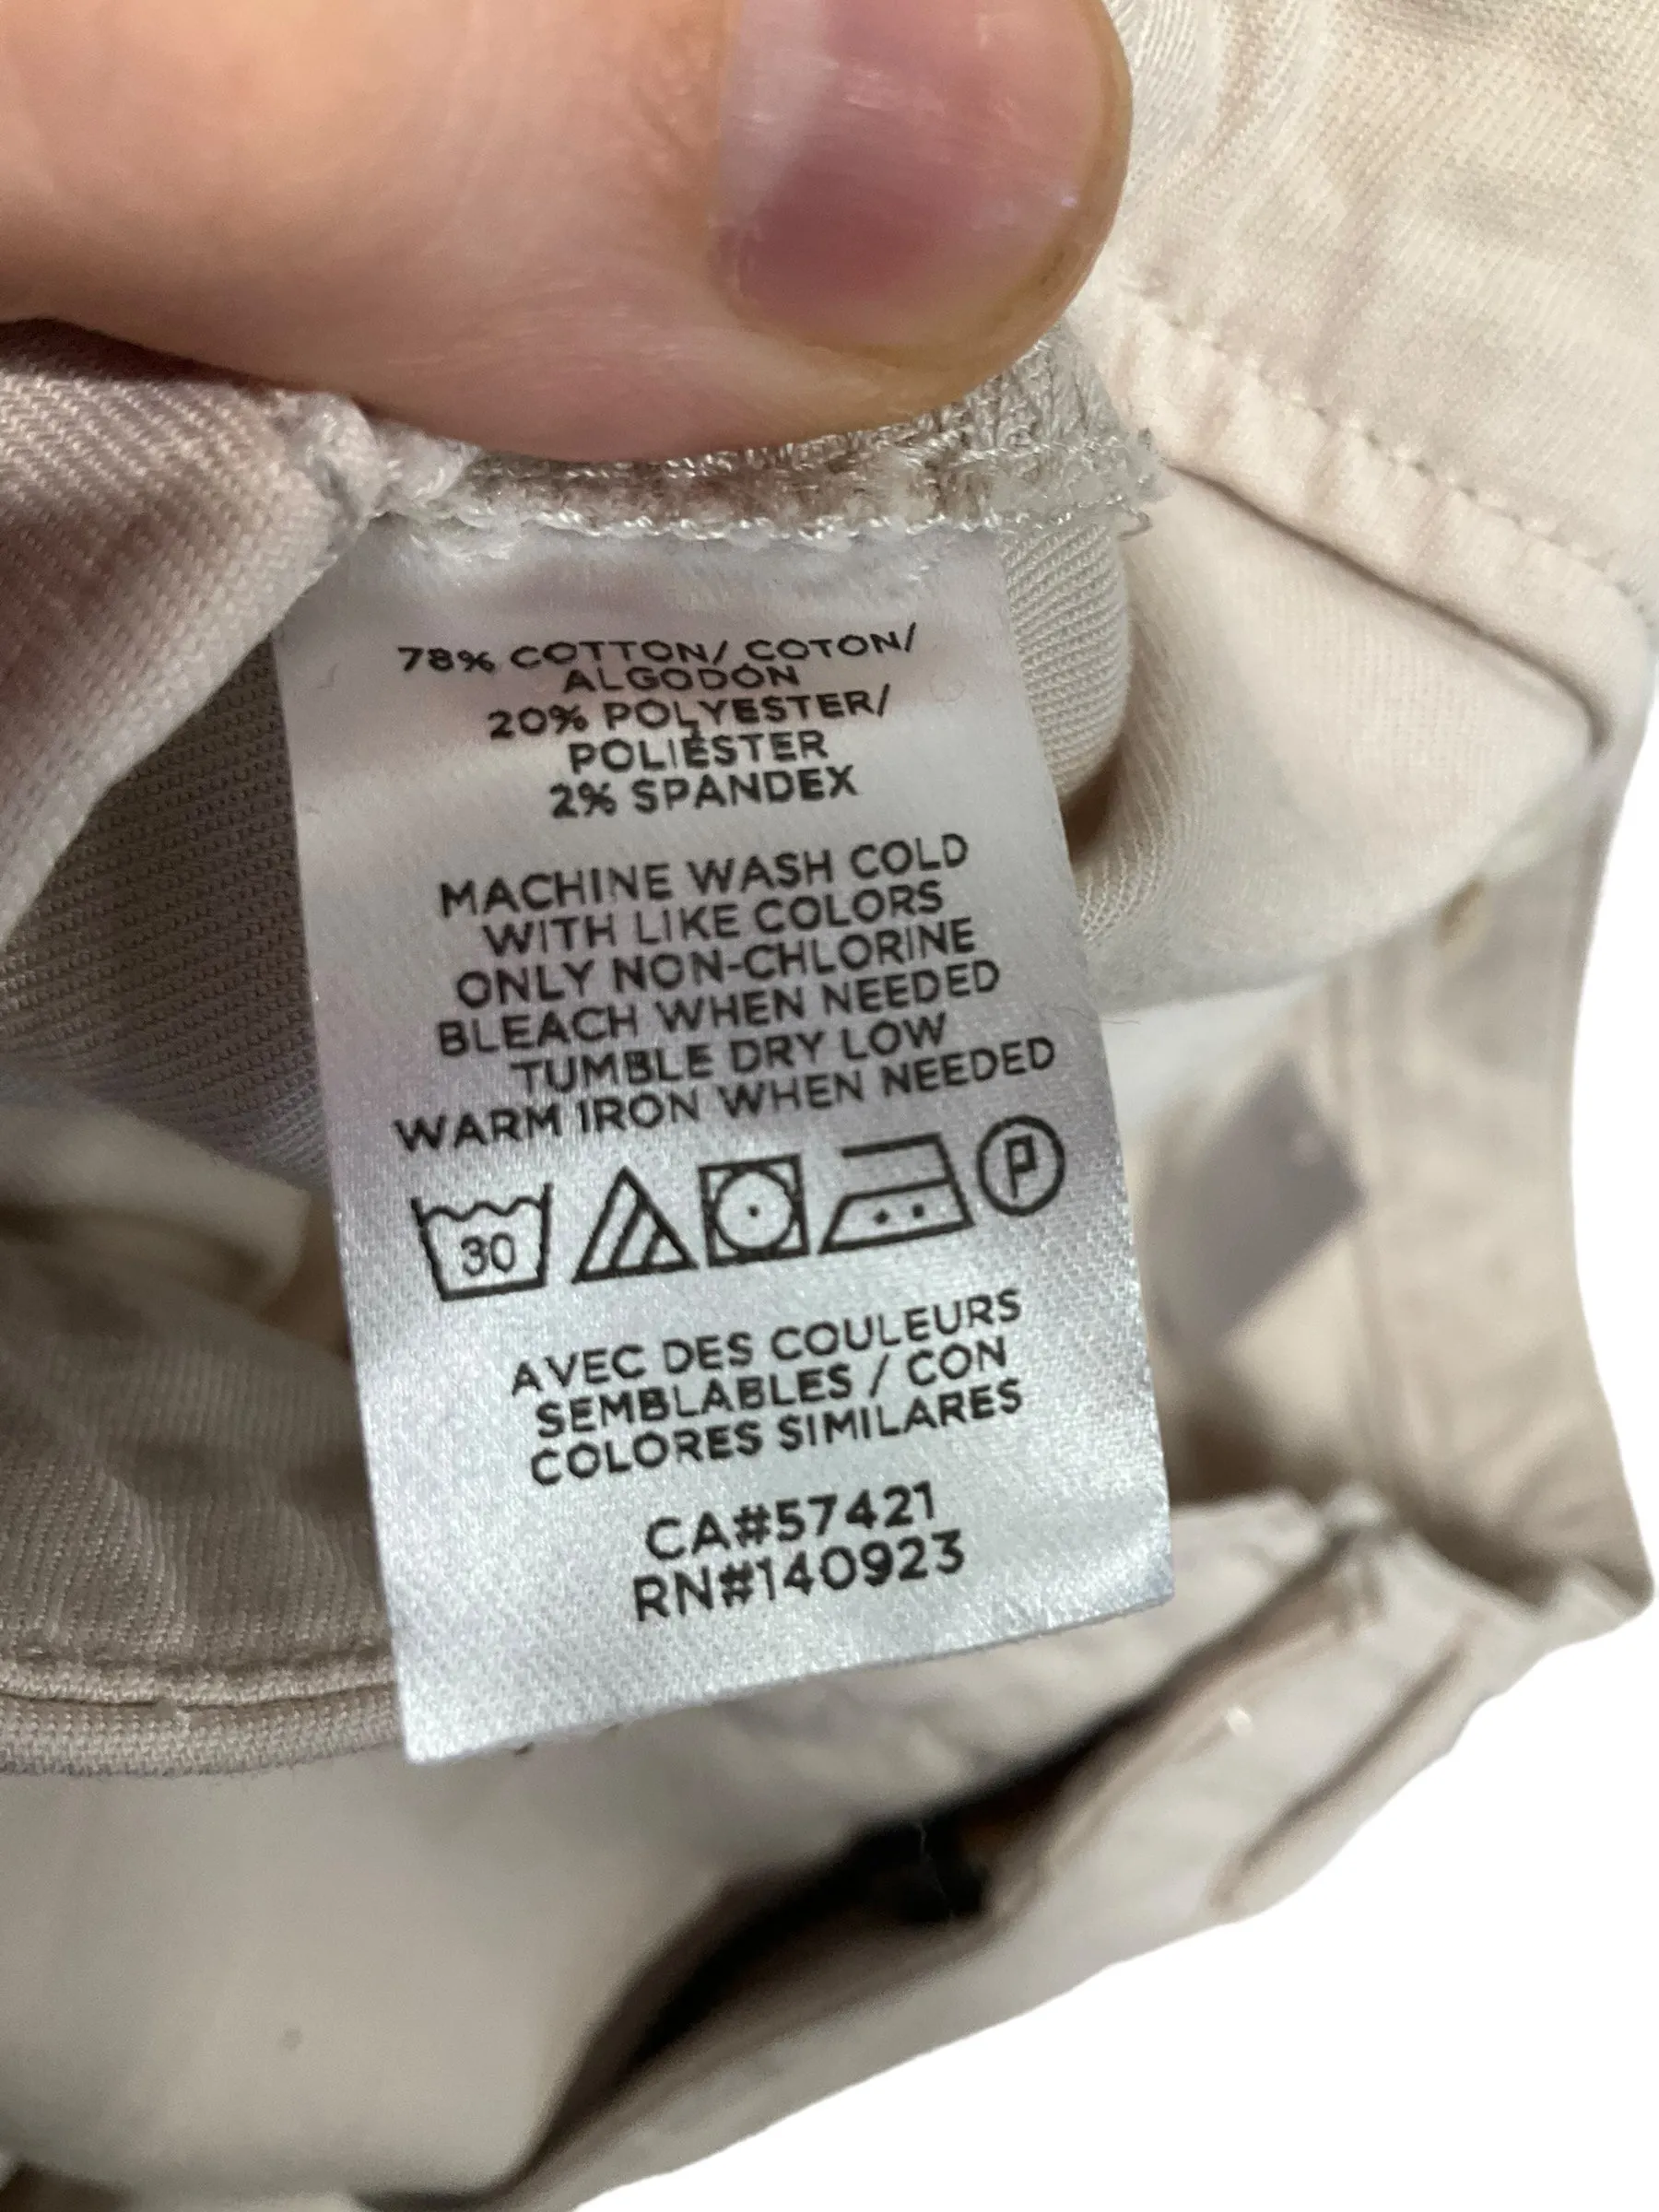 78% COTTON/ COTON/
ALGODÓN
20% POLYESTER/
POLIÉSTER
2% SPANDEX
MACHINE WASH COLD
WITH LIKE COLORS
ONLY NON-CHLORINE
BLEACH WHEN NEEDED
TUMBLE DRY LOW
WARM IRON WHEN NEEDED
30 P
AVEC DES COULEURS
SEMBLABLES / CON
COLORES SIMILARES
CA#57421
RN#140923